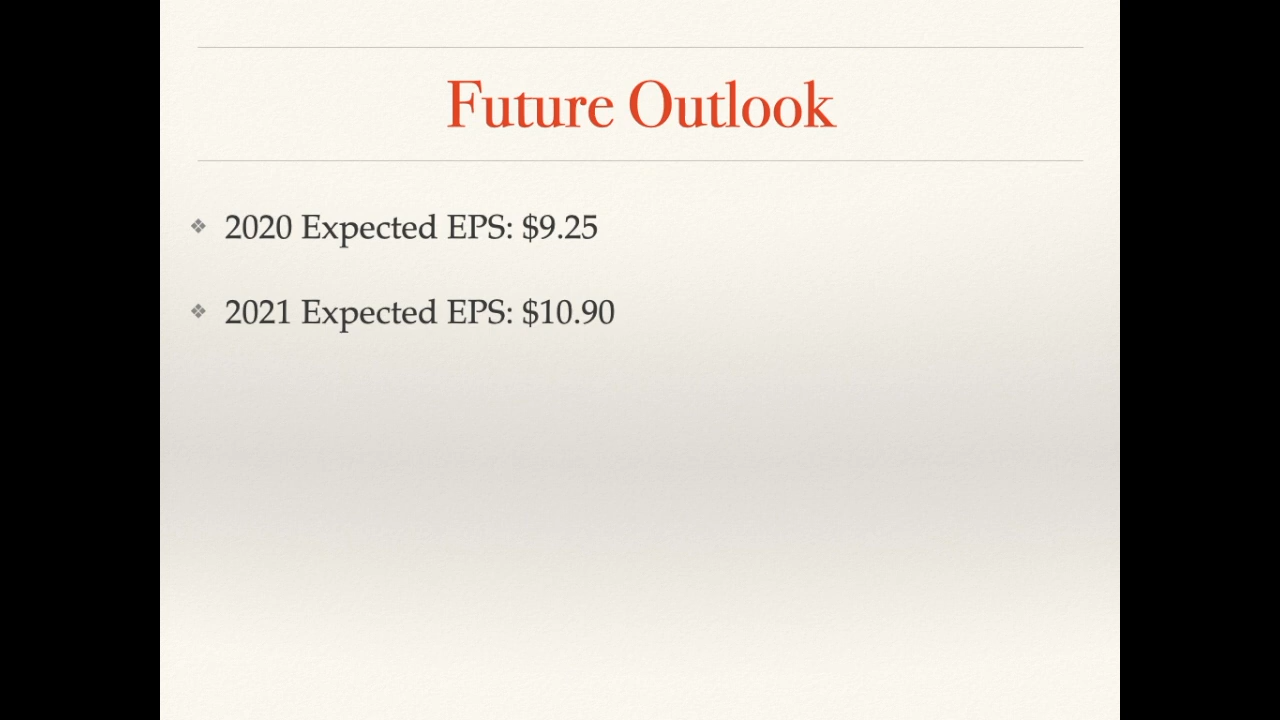 Future Outlook
❖ 2020 Expected EPS: $9.25
❖ 2021 Expected EPS: $10.90